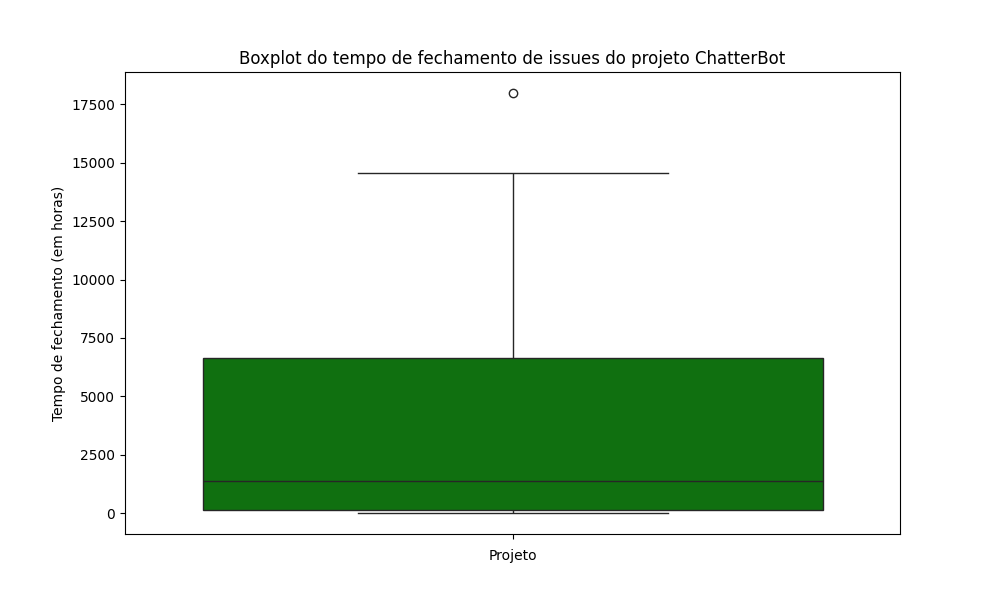 Boxplot do tempo de fechamento de issues do projeto ChatterBot
Tempo de fechamento (em horas)
17500
15000
12500
10000
7500
5000
2500
0
Projeto